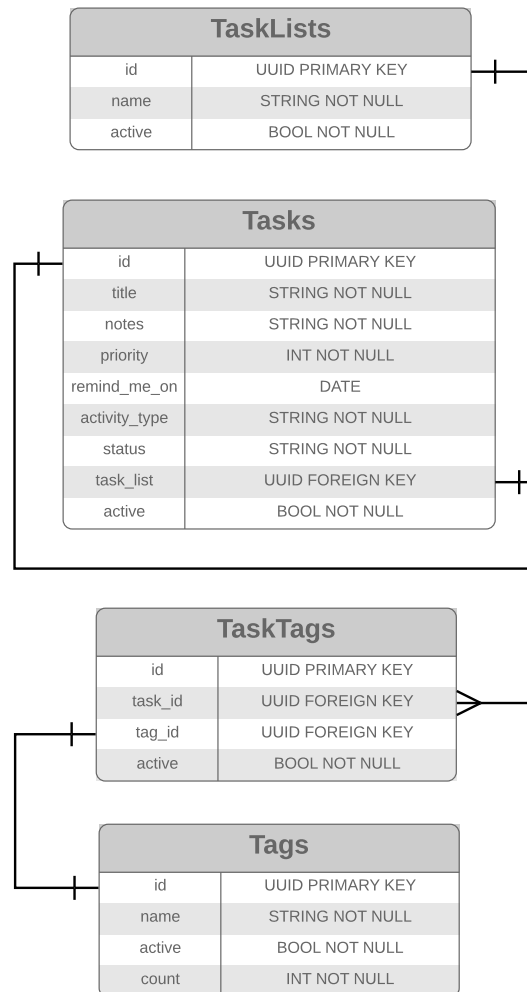 TaskLists
id UUID PRIMARY KEY
name STRING NOT NULL
active BOOL NOT NULL
Tasks
id UUID PRIMARY KEY
title STRING NOT NULL
notes STRING NOT NULL
priority INT NOT NULL
remind_me_on DATE
activity_type STRING NOT NULL
status STRING NOT NULL
task_list UUID FOREIGN KEY
active BOOL NOT NULL
TaskTags
id UUID PRIMARY KEY
task_id UUID FOREIGN KEY
tag_id UUID FOREIGN KEY
active BOOL NOT NULL
Tags
id UUID PRIMARY KEY
name STRING NOT NULL
active BOOL NOT NULL
count INT NOT NULL